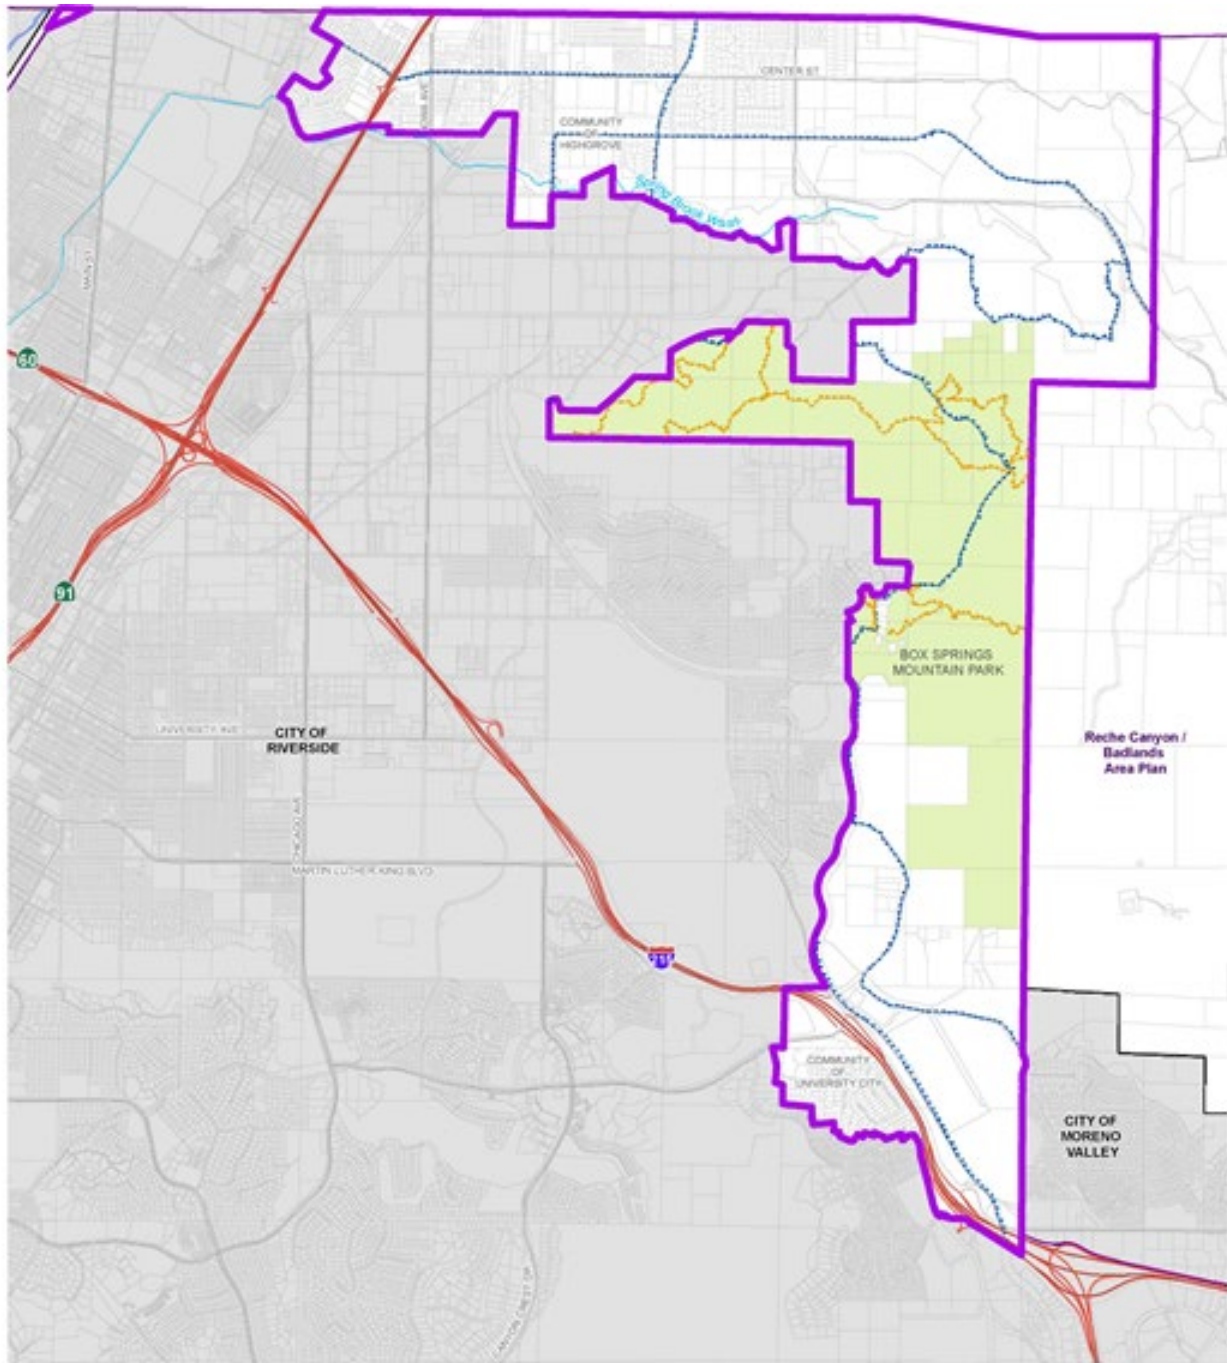 CENTER ST
COMMUNITY
OF
HIGHGROVE
Spring Brook Wash
MAIN ST
60
91
BOX SPRINGS
MOUNTAIN PARK
UNIVERSITY AVE
CITY OF
RIVERSIDE
Reche Canyon /
Badlands
Area Plan
CHICAGO AVE
MARTIN LUTHER KING BLVD
215
COMMUNITY
OF
UNIVERSITY CITY
CITY OF
MORENO
VALLEY
CANYON CREST DR